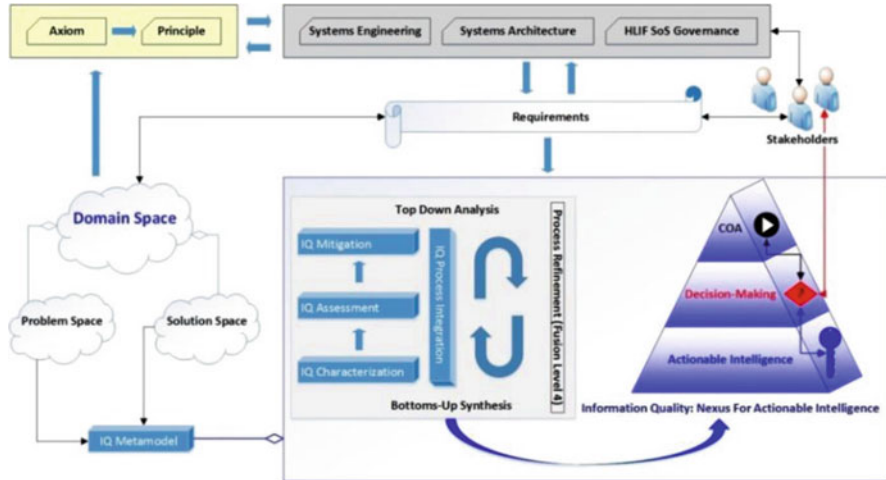 Axiom
Principle
Systems Engineering
Systems Architecture
HLIF SoS Governance
Requirements
Stakeholders
Domain Space
Problem Space
Solution Space
IQ Metamodel
Top Down Analysis
IQ Mitigation
IQ Assessment
IQ Characterization
IQ Process Integration
Process Refinement (Fusion Level 4)
Bottoms-Up Synthesis
COA
Decision-Making
?
Actionable Intelligence
Information Quality: Nexus For Actionable Intelligence